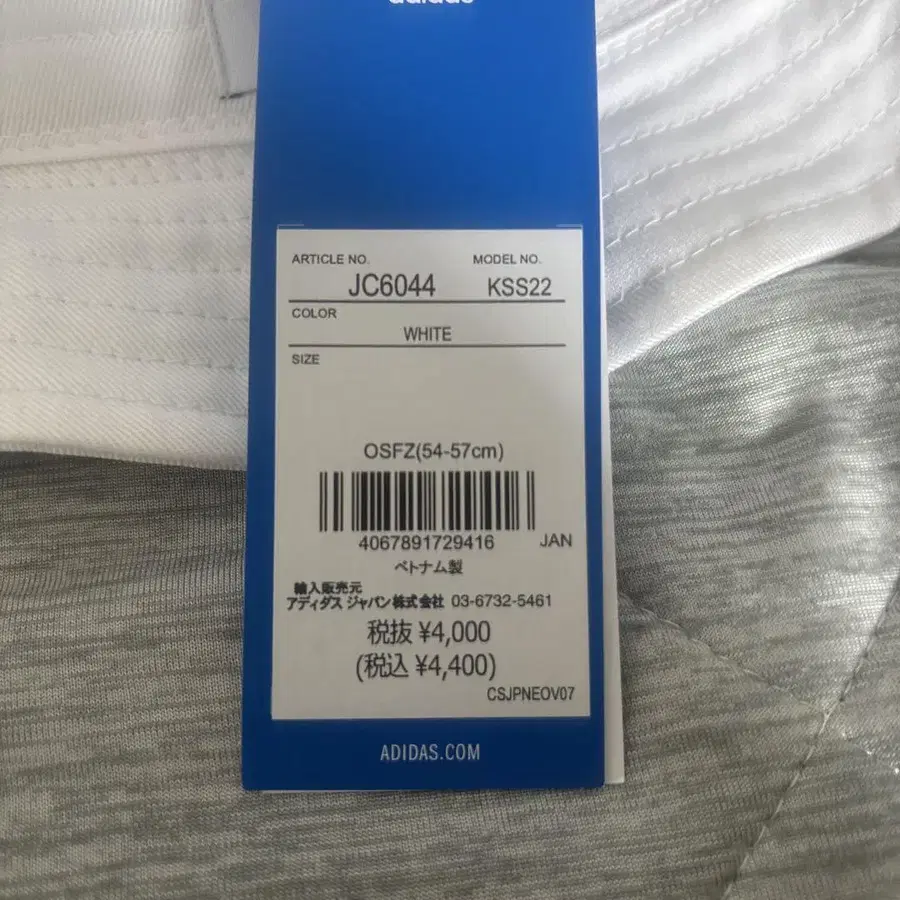 adidas
ARTICLE NO. MODEL NO.
JC6044 KSS22
COLOR
WHITE
SIZE
OSFZ(54-57cm)
4067891729416 JAN
ベトナム製
輸入販売元
アディダス ジャパン株式会社 03-6732-5461
税抜 ¥4,000
(税込 ¥4,400)
CSJPNEOV07
ADIDAS.COM